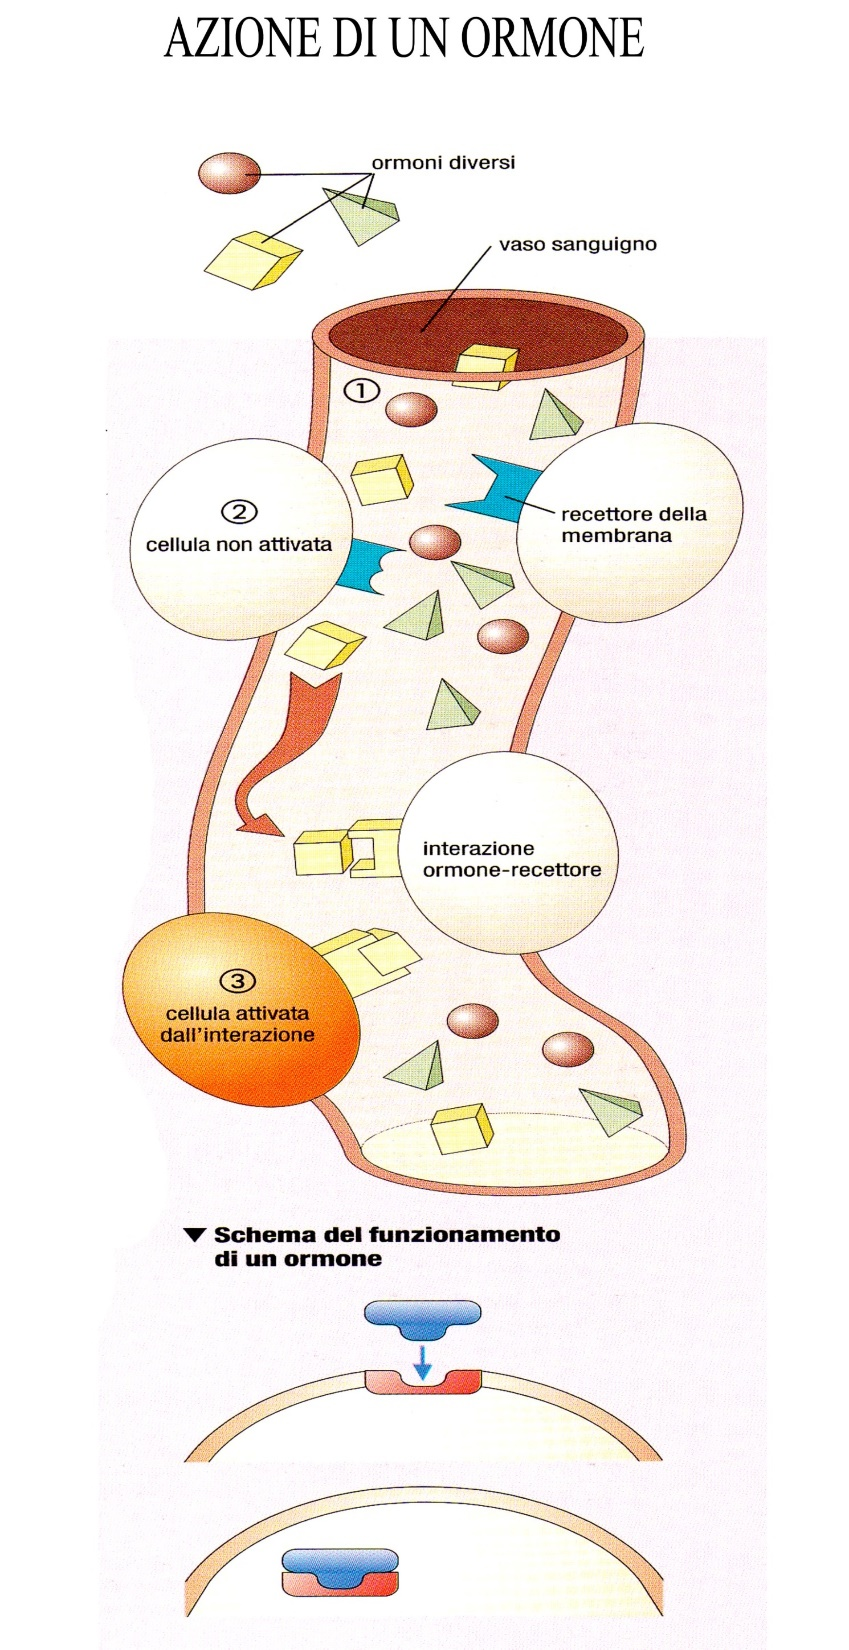 AZIONE DI UN ORMONE
ormoni diversi
vaso sanguigno
1
2
cellula non attivata
recettore della
membrana
interazione
ormone-recettore
3
cellula attivata
dall'interazione
▼ Schema del funzionamento
di un ormone